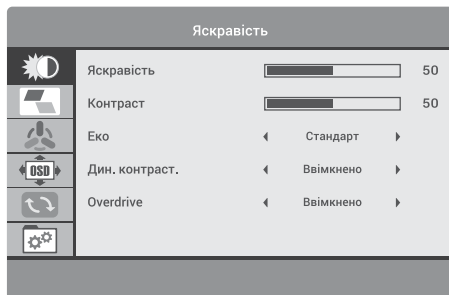 Яскравість
Яскравість 50
Контраст 50
Еко Стандарт
OSD
Дин. контраст. Ввімкнено
Overdrive Ввімкнено